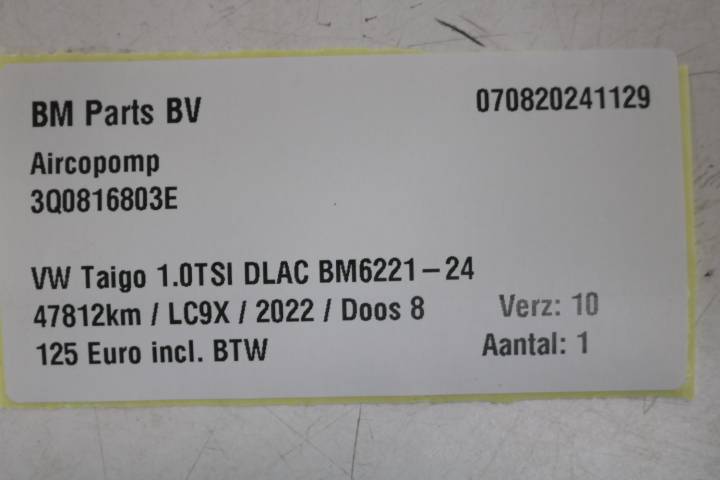 BM Parts BV 070820241129
Aircopomp
3Q0816803E
VW Taigo 1.0TSI DLAC BM6221-24
47812km / LC9X / 2022 / Doos 8 Verz: 10
125 Euro incl. BTW Aantal: 1